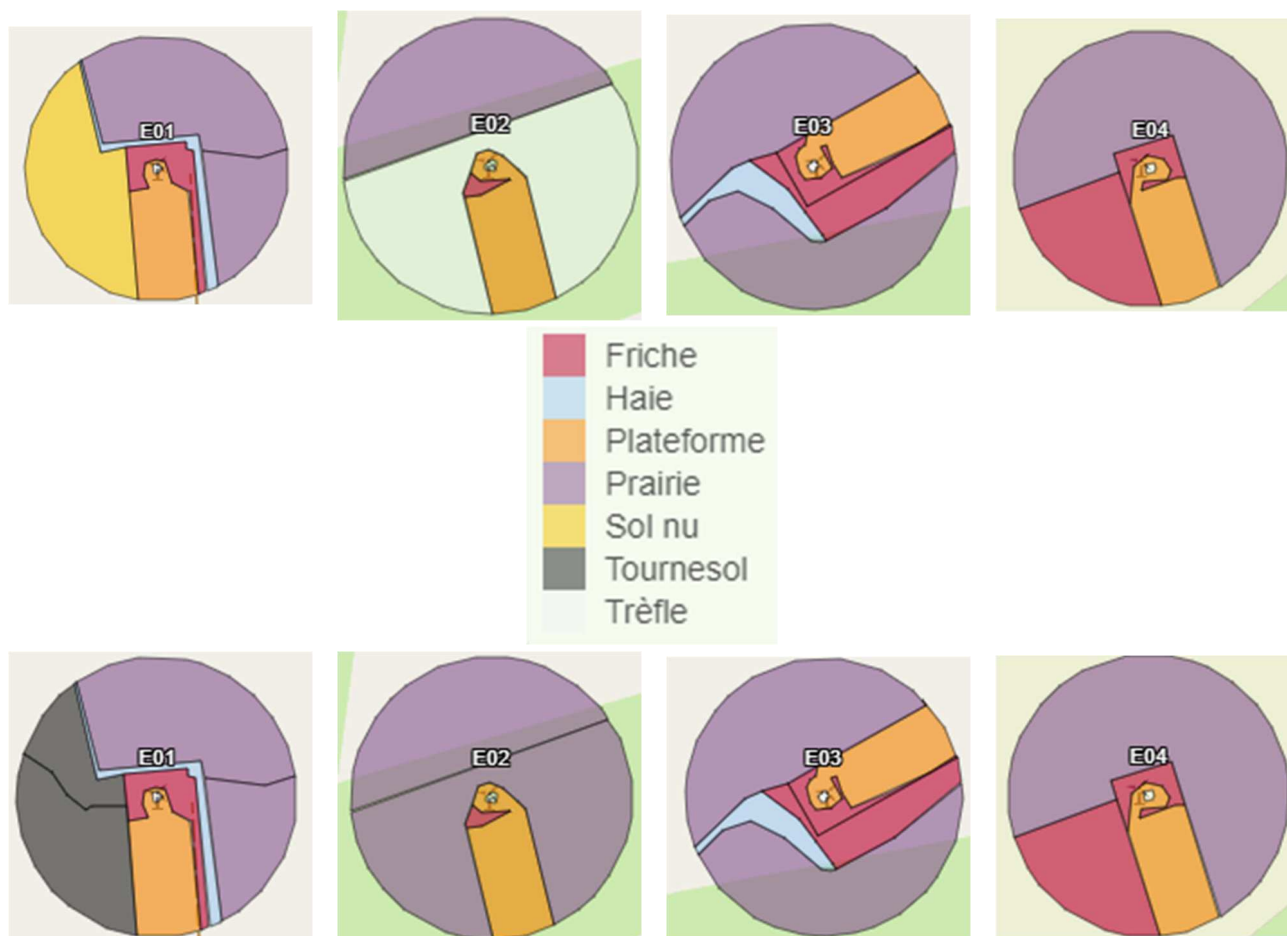 E01
E02
E03
E04
Friche
Haie
Plateforme
Prairie
Sol nu
Tournesol
Trèfle
E01
E02
E03
E04